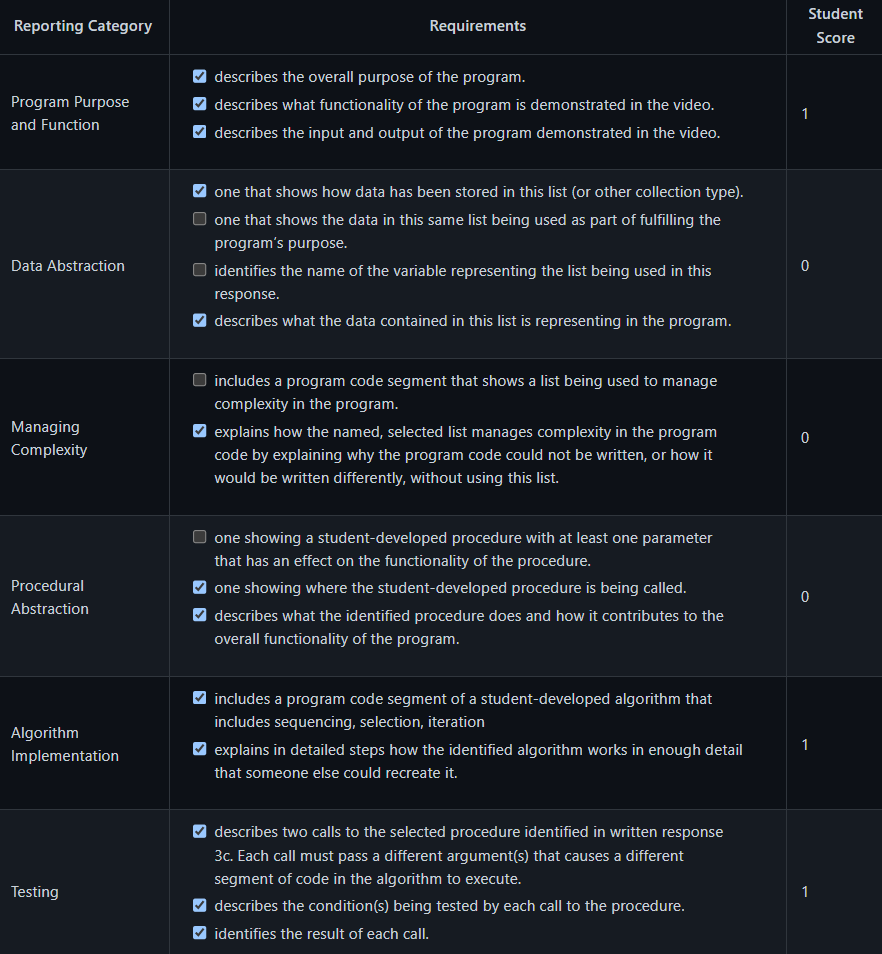 Reporting Category
Requirements
Student
Score
Program Purpose
and Function
describes the overall purpose of the program.
describes what functionality of the program is demonstrated in the video.
describes the input and output of the program demonstrated in the video.
1
Data Abstraction
one that shows how data has been stored in this list (or other collection type).
one that shows the data in this same list being used as part of fulfilling the
program's purpose.
identifies the name of the variable representing the list being used in this
response.
describes what the data contained in this list is representing in the program.
0
Managing
Complexity
includes a program code segment that shows a list being used to manage
complexity in the program.
explains how the named, selected list manages complexity in the program
code by explaining why the program code could not be written, or how it
would be written differently, without using this list.
0
Procedural
Abstraction
one showing a student-developed procedure with at least one parameter
that has an effect on the functionality of the procedure.
one showing where the student-developed procedure is being called.
describes what the identified procedure does and how it contributes to the
overall functionality of the program.
0
Algorithm
Implementation
includes a program code segment of a student-developed algorithm that
includes sequencing, selection, iteration
explains in detailed steps how the identified algorithm works in enough detail
that someone else could recreate it.
1
Testing
describes two calls to the selected procedure identified in written response
3c. Each call must pass a different argument(s) that causes a different
segment of code in the algorithm to execute.
describes the condition(s) being tested by each call to the procedure.
identifies the result of each call.
1